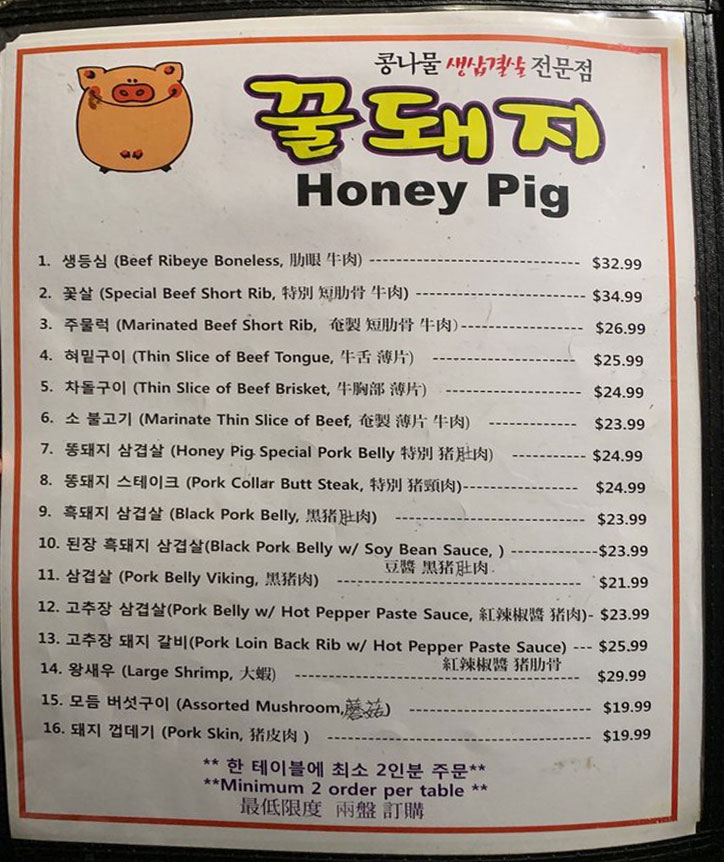 콩나물 생삼겹살 전문점
꿀돼지
Honey Pig
1. 생등심 (Beef Ribeye Boneless, 肋眼 牛肉) ------------------------------ $32.99
2. 꽃살 (Special Beef Short Rib, 特別 短肋骨 牛肉) ------------------------ $34.99
3. 주물럭 (Marinated Beef Short Rib, 奄製 短肋骨 牛肉)----------------- $26.99
4. 혀밑구이 (Thin Slice of Beef Tongue, 牛舌 薄片) -------------------- $25.99
5. 차돌구이 (Thin Slice of Beef Brisket, 牛胸部 薄片) ------------------- $24.99
6. 소 불고기 (Marinate Thin Slice of Beef, 奄製 薄片 牛肉) ------------- $23.99
7. 똥돼지 삼겹살 (Honey Pig Special Pork Belly 特別 猪肚肉) ----------- $24.99
8. 똥돼지 스테이크 (Pork Collar Butt Steak, 特別 猪頸肉)----------------- $24.99
9. 흑돼지 삼겹살 (Black Pork Belly, 黑猪肚肉) --------------------------- $23.99
10. 된장 흑돼지 삼겹살(Black Pork Belly w/ Soy Bean Sauce, ) ------------$23.99
豆醬 黑猪肚肉
11. 삼겹살 (Pork Belly Viking, 黑猪肉) ----------------------------------- $21.99
12. 고추장 삼겹살(Pork Belly w/ Hot Pepper Paste Sauce, 紅辣椒醬 猪肉)- $23.99
13. 고추장 돼지 갈비(Pork Loin Back Rib w/ Hot Pepper Paste Sauce) --- $25.99
紅辣椒醬 猪肋骨
14. 왕새우 (Large Shrimp, 大蝦) ---------------------------------------- $29.99
15. 모듬 버섯구이 (Assorted Mushroom,蘑菇) -------------------------- $19.99
16. 돼지 껍데기 (Pork Skin, 猪皮肉 ) ------------------------------------- $19.99
** 한 테이블에 최소 2인분 주문**
**Minimum 2 order per table **
最低限度 兩盤 訂購